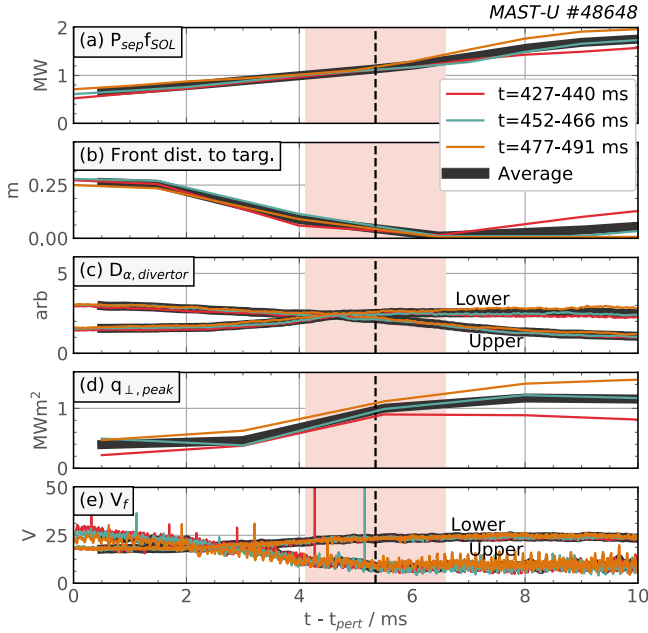 MAST-U #48648
(a) P_sep f_SOL
MW
2
1
0
t=427-440 ms
t=452-466 ms
t=477-491 ms
Average
(b) Front dist. to targ.
m
0.25
0.00
(c) D_α, divertor
arb
5
0
Lower
Upper
(d) q_⊥, peak
MWm²
1
0
(e) V_f
V
50
25
0
Lower
Upper
0 2 4 6 8 10
t - t_pert / ms